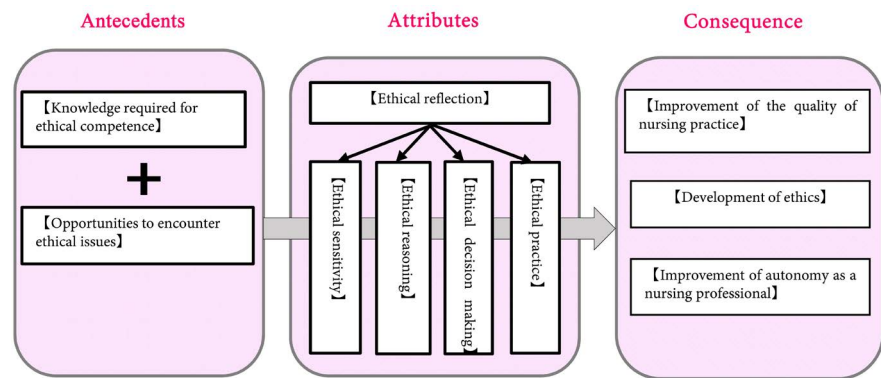 Antecedents
Attributes
Consequence
【Knowledge required for
ethical competence】
+
【Opportunities to encounter
ethical issues】
【Ethical reflection】
【Ethical sensitivity】
【Ethical reasoning】
【Ethical decision making】
【Ethical practice】
【Improvement of the quality of
nursing practice】
【Development of ethics】
【Improvement of autonomy as a
nursing professional】